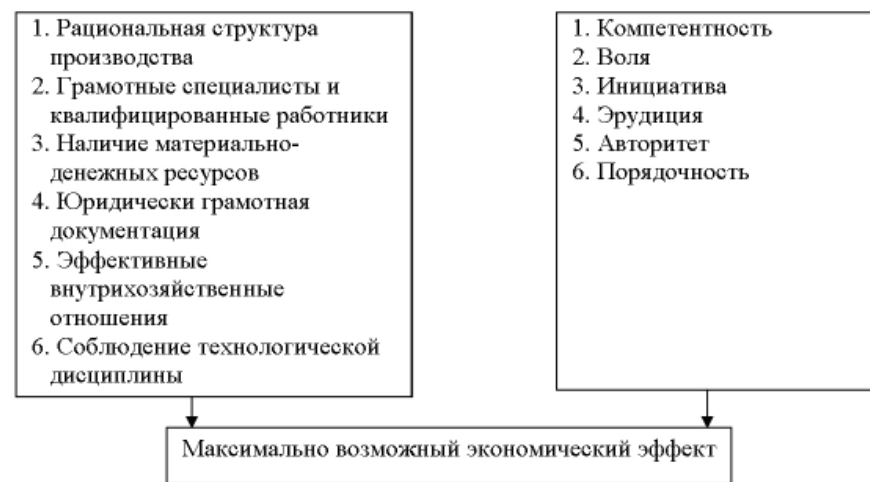 1. Рациональная структура
производства
2. Грамотные специалисты и
квалифицированные работники
3. Наличие материально-
денежных ресурсов
4. Юридически грамотная
документация
5. Эффективные
внутрихозяйственные
отношения
6. Соблюдение технологической
дисциплины
1. Компетентность
2. Воля
3. Инициатива
4. Эрудиция
5. Авторитет
6. Порядочность
Максимально возможный экономический эффект